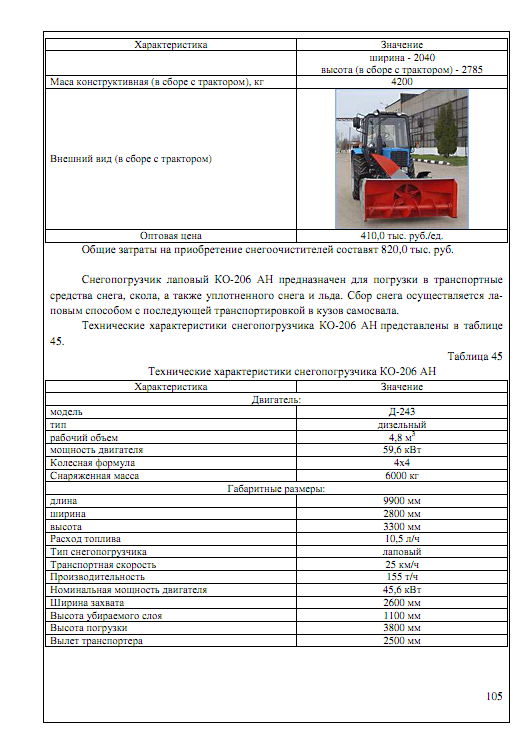 Характеристика Значение
ширина - 2040
высота (в сборе с трактором) - 2785
Маса конструктивная (в сборе с трактором), кг 4200
Внешний вид (в сборе с трактором)
Оптовая цена 410,0 тыс. руб./ед.
Общие затраты на приобретение снегоочистителей составят 820,0 тыс. руб.
Снегопогрузчик лаповый КО-206 АН предназначен для погрузки в транспортные
средства снега, скола, а также уплотненного снега и льда. Сбор снега осуществляется ла-
повым способом с последующей транспортировкой в кузов самосвала.
Технические характеристики снегопогрузчика КО-206 АН представлены в таблице
45.
Таблица 45
Технические характеристики снегопогрузчика КО-206 АН
Характеристика Значение
Двигатель:
модель Д-243
тип дизельный
рабочий объем 4,8 м³
мощность двигателя 59,6 кВт
Колесная формула 4х4
Снаряженная масса 6000 кг
Габаритные размеры:
длина 9900 мм
ширина 2800 мм
высота 3300 мм
Расход топлива 10,5 л/ч
Тип снегопогрузчика лаповый
Транспортная скорость 25 км/ч
Производительность 155 т/ч
Номинальная мощность двигателя 45,6 кВт
Ширина захвата 2600 мм
Высота убираемого слоя 1100 мм
Высота погрузки 3800 мм
Вылет транспортера 2500 мм
105